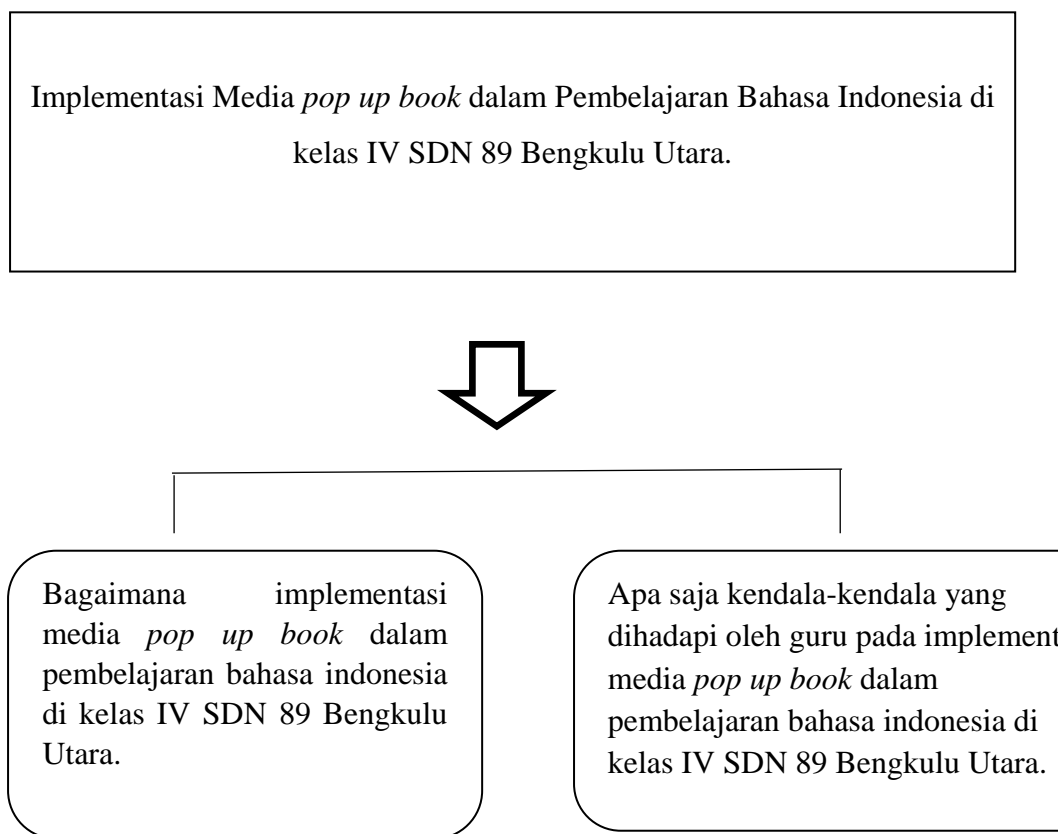 Implementasi Media pop up book dalam Pembelajaran Bahasa Indonesia di
kelas IV SDN 89 Bengkulu Utara.
Bagaimana implementasi
media pop up book dalam
pembelajaran bahasa indonesia
di kelas IV SDN 89 Bengkulu
Utara.
Apa saja kendala-kendala yang
dihadapi oleh guru pada implement
media pop up book dalam
pembelajaran bahasa indonesia di
kelas IV SDN 89 Bengkulu Utara.